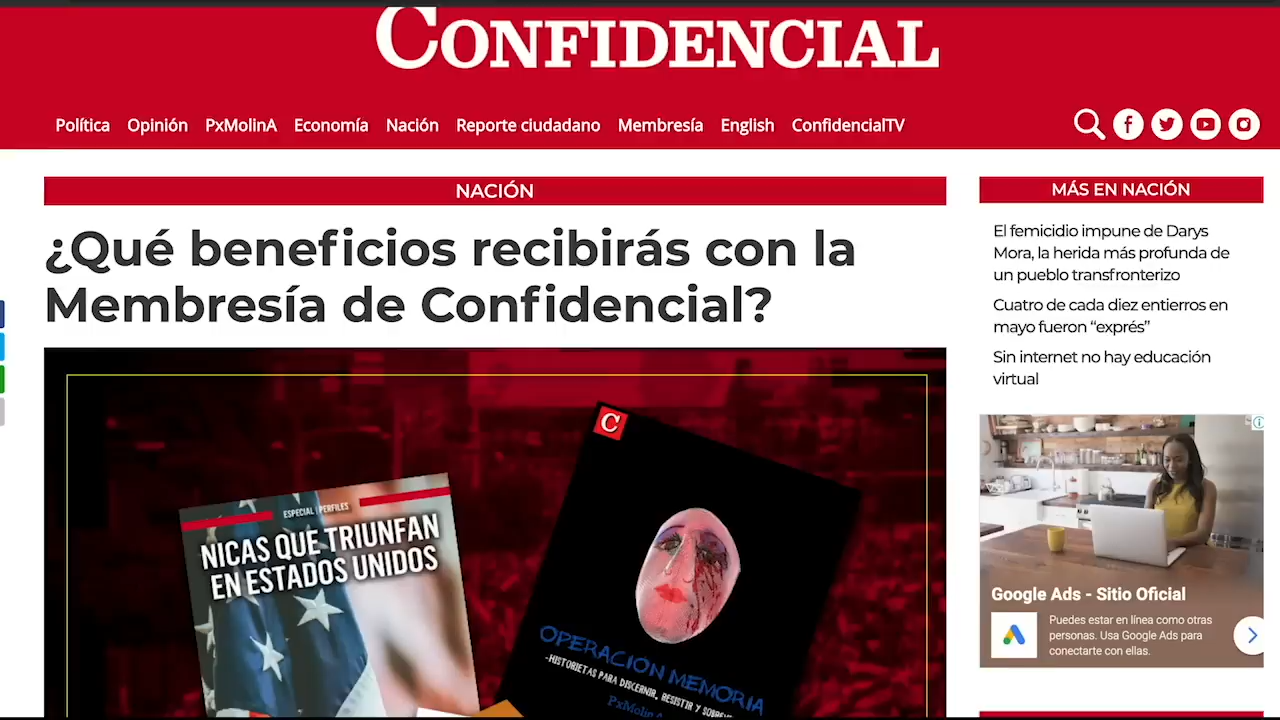 CONFIDENCIAL
Política Opinión PxMolinA Economía Nación Reporte ciudadano Membresía English ConfidencialTV
NACIÓN
¿Qué beneficios recibirás con la
Membresía de Confidencial?
C
ESPECIAL | PERFILES
NICAS QUE TRIUNFAN
EN ESTADOS UNIDOS
OPERACIÓN MEMORIA
-HISTORIETAS PARA DISCERNIR, RESISTIR Y
MÁS EN NACIÓN
El femicidio impune de Darys
Mora, la herida más profunda de
un pueblo transfronterizo
Cuatro de cada diez entierros en
mayo fueron “exprés”
Sin internet no hay educación
virtual
Google Ads - Sitio Oficial
Puedes estar en línea como otras
personas. Usa Google Ads para
conectarte con ellas.